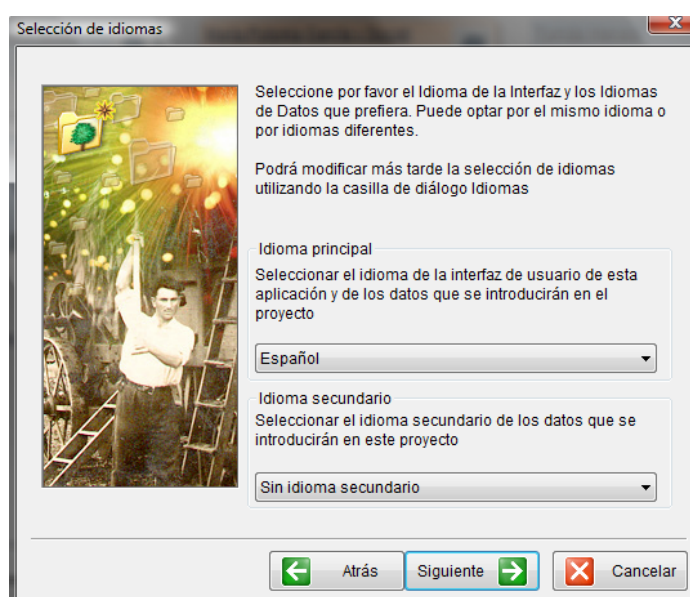 Selección de idiomas
Seleccione por favor el Idioma de la Interfaz y los Idiomas
de Datos que prefiera. Puede optar por el mismo idioma o
por idiomas diferentes.
Podrá modificar más tarde la selección de idiomas
utilizando la casilla de diálogo Idiomas
Idioma principal
Seleccionar el idioma de la interfaz de usuario de esta
aplicación y de los datos que se introducirán en el
proyecto
Español
Idioma secundario
Seleccionar el idioma secundario de los datos que se
introducirán en este proyecto
Sin idioma secundario
Atrás
Siguiente
Cancelar